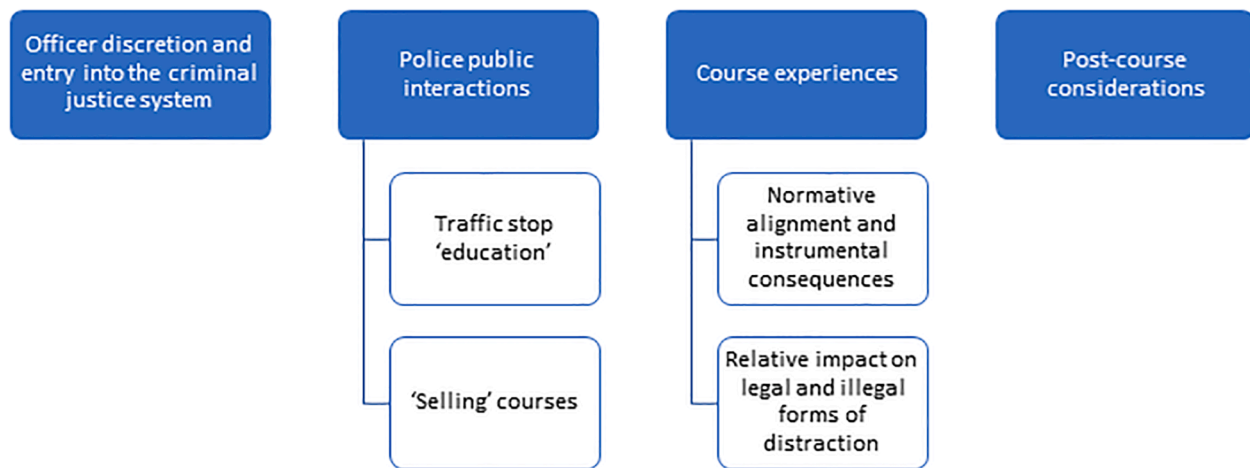 Officer discretion and
entry into the criminal
justice system
Police public
interactions
Course experiences
Post-course
considerations
Traffic stop
‘education’
Normative
alignment and
instrumental
consequences
‘Selling’ courses
Relative impact on
legal and illegal
forms of
distraction